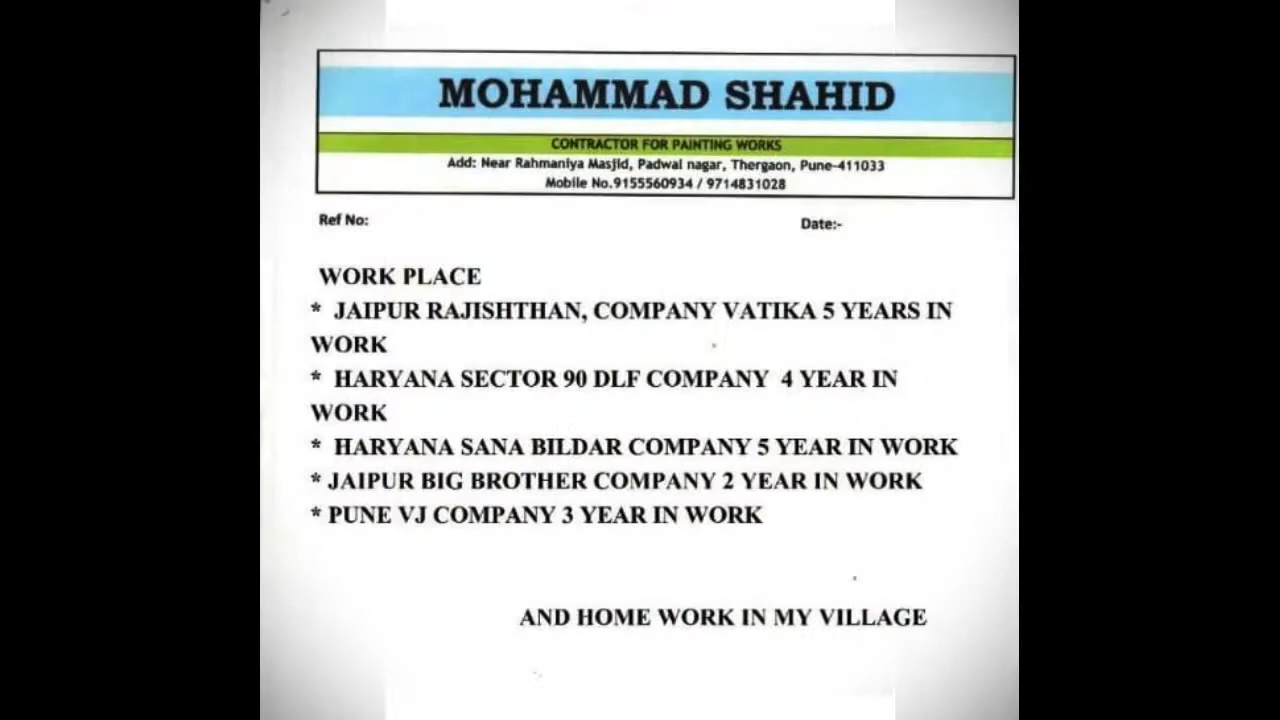 MOHAMMAD SHAHID
CONTRACTOR FOR PAINTING WORKS
Add: Near Rahmaniya Masjid, Padwal nagar, Thergaon, Pune-411033
Mobile No.9155560934 / 9714831028
Ref No:
Date:-
WORK PLACE
* JAIPUR RAJISHTHAN, COMPANY VATIKA 5 YEARS IN
WORK
* HARYANA SECTOR 90 DLF COMPANY 4 YEAR IN
WORK
* HARYANA SANA BILDAR COMPANY 5 YEAR IN WORK
* JAIPUR BIG BROTHER COMPANY 2 YEAR IN WORK
* PUNE VJ COMPANY 3 YEAR IN WORK
AND HOME WORK IN MY VILLAGE